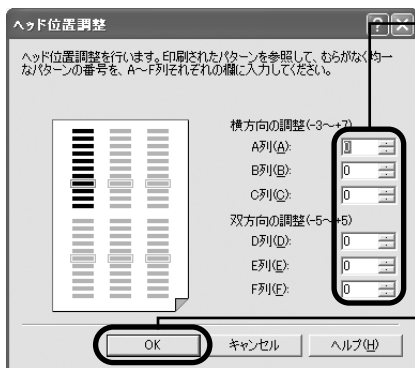 ヘッド位置調整
ヘッド位置調整を行います。印刷されたパターンを参照して、むらがなく均一
なパターンの番号を、A～F列それぞれの欄に入力してください。
横方向の調整(-3～+7)
A列(A): 0
B列(B): 0
C列(C): 0
双方向の調整(-5～+5)
D列(D): 0
E列(E): 0
F列(F): 0
OK キャンセル ヘルプ(H)